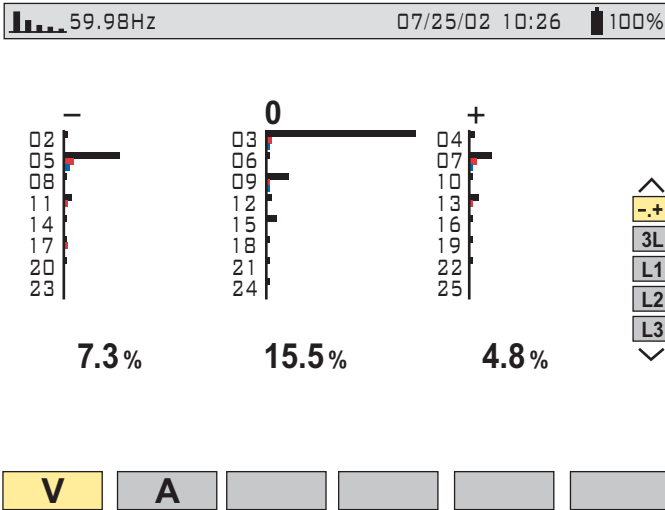 59.98Hz 07/25/02 10:26 100%
– 0 +
02 03 04
05 06 07
08 09 10
11 12 13
14 15 16
17 18 19
20 21 22
23 24 25
-.+
3L
L1
L2
L3
7.3% 15.5% 4.8%
V A